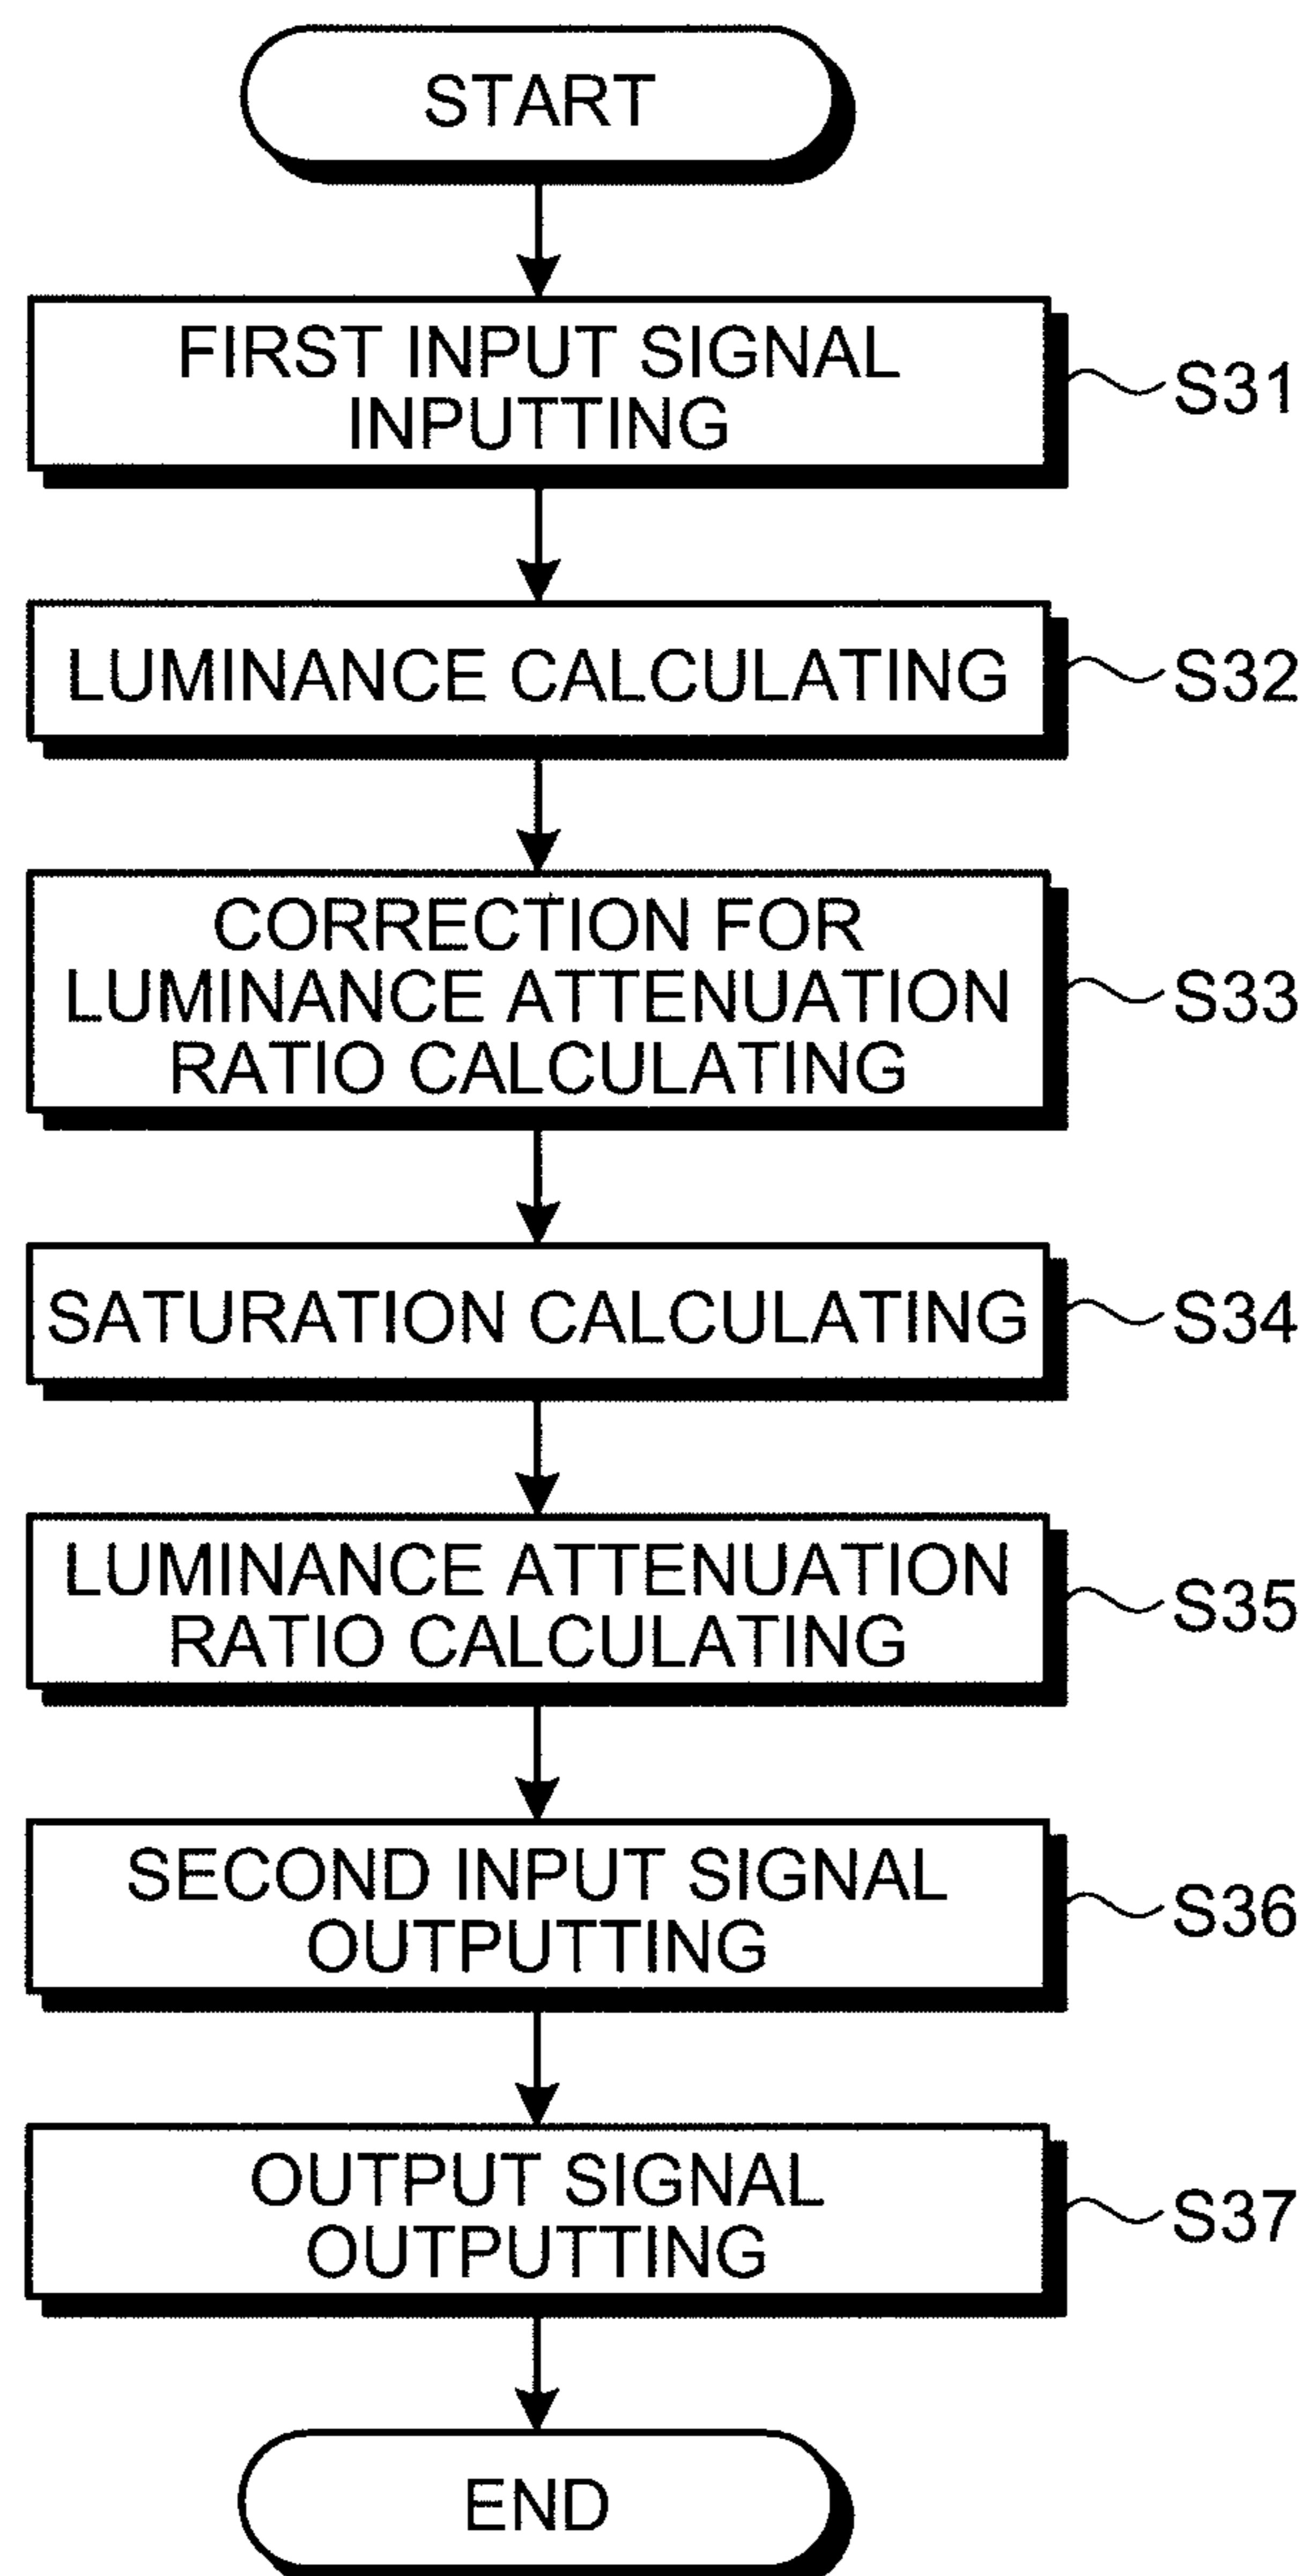 START
FIRST INPUT SIGNAL
INPUTTING
S31
LUMINANCE CALCULATING
S32
CORRECTION FOR
LUMINANCE ATTENUATION
RATIO CALCULATING
S33
SATURATION CALCULATING
S34
LUMINANCE ATTENUATION
RATIO CALCULATING
S35
SECOND INPUT SIGNAL
OUTPUTTING
S36
OUTPUT SIGNAL
OUTPUTTING
S37
END